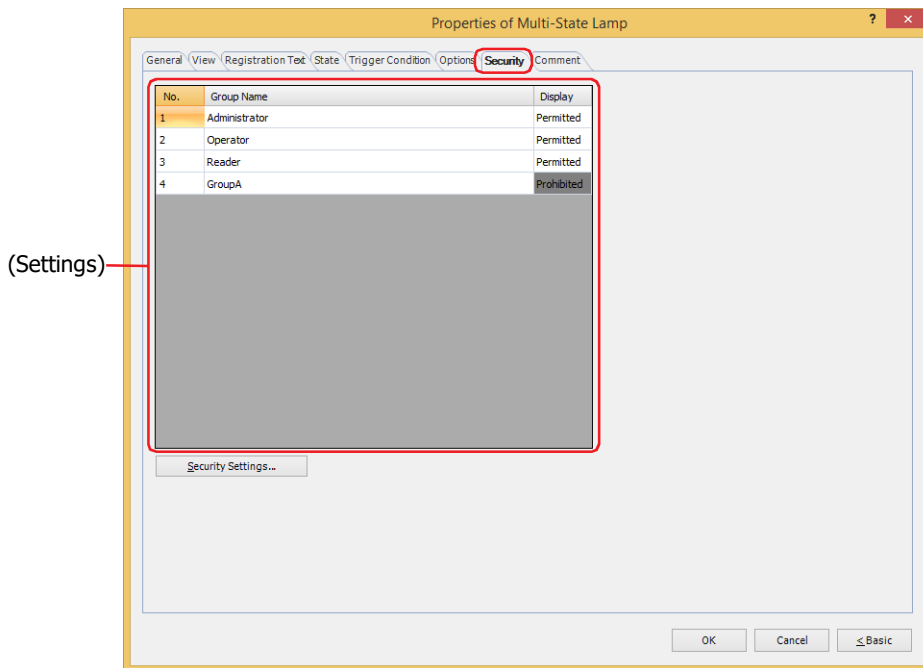 Properties of Multi-State Lamp
? ×
General View Registration Text State Trigger Condition Options Security Comment
No. Group Name Display
1 Administrator Permitted
2 Operator Permitted
3 Reader Permitted
4 GroupA Prohibited
(Settings)
Security Settings...
OK Cancel < Basic